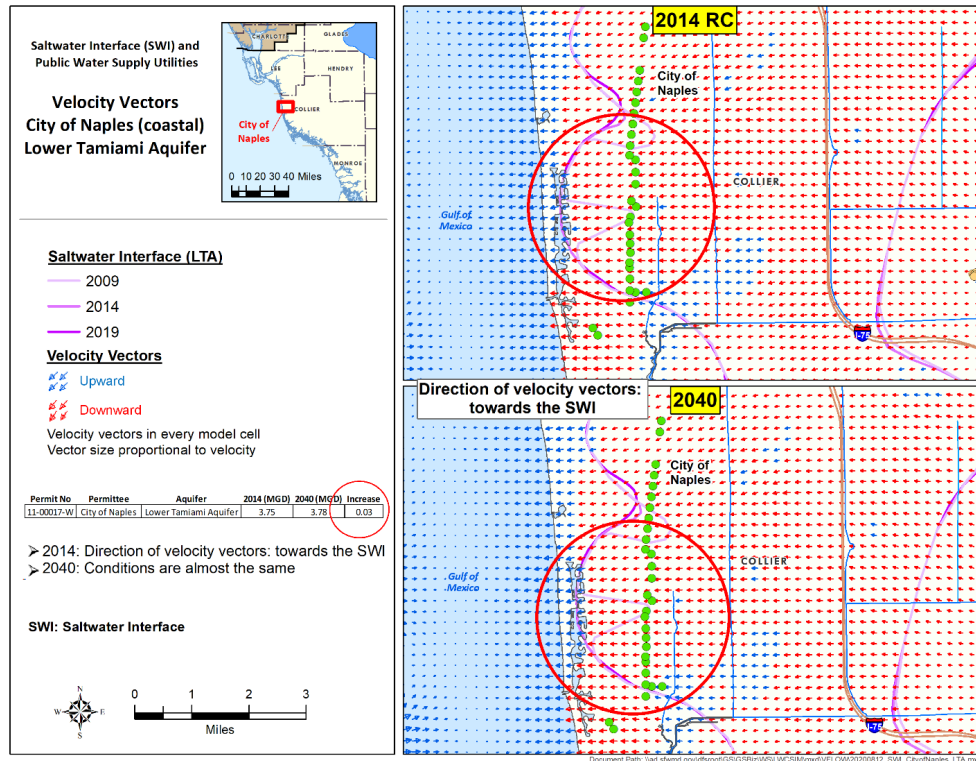 Saltwater Interface (SWI) and
Public Water Supply Utilities
Velocity Vectors
City of Naples (coastal)
Lower Tamiami Aquifer
CHARLOTT
GLADES
LEE
HENDRY
COLLIER
City of
Naples
MONROE
0 10 20 30 40 Miles
Saltwater Interface (LTA)
2009
2014
2019
Velocity Vectors
Upward
Downward
Velocity vectors in every model cell
Vector size proportional to velocity
Permit No Permittee Aquifer 2014 (MGD) 2040 (MGD) Increase
11-00017-W City of Naples Lower Tamiami Aquifer 3.75 3.78 0.03
➢ 2014: Direction of velocity vectors: towards the SWI
➢ 2040: Conditions are almost the same
SWI: Saltwater Interface
N
W E
S
0 1 2 3
Miles
2014 RC
City of
Naples
COLLIER
Gulf of
Mexico
I-75
Direction of velocity vectors:
towards the SWI
2040
City of
Naples
COLLIER
Gulf of
Mexico
I-75